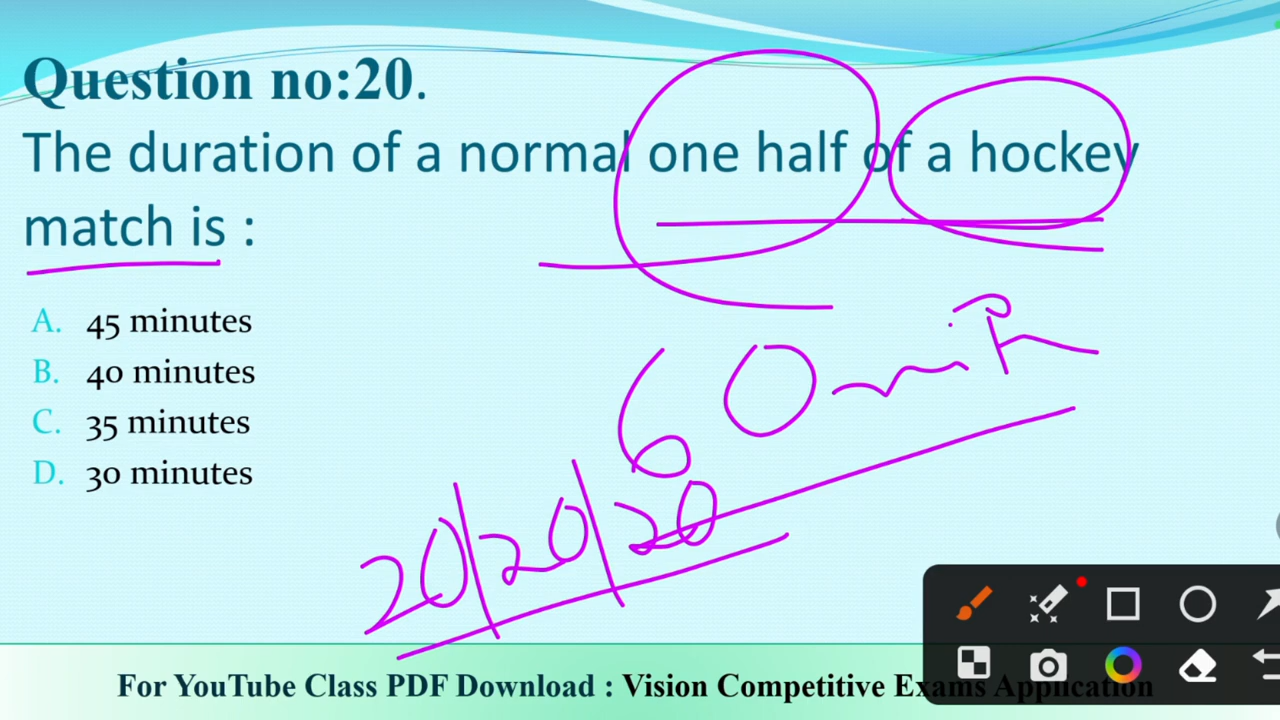 Question no:20.
The duration of a normal one half of a hockey
match is :
A. 45 minutes
B. 40 minutes
C. 35 minutes
D. 30 minutes
60 min
20/20/20
For YouTube Class PDF Download : Vision Competitive Exams Application